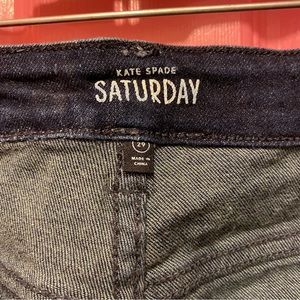 KATE SPADE
SATURDAY
29
MADE IN
CHINA